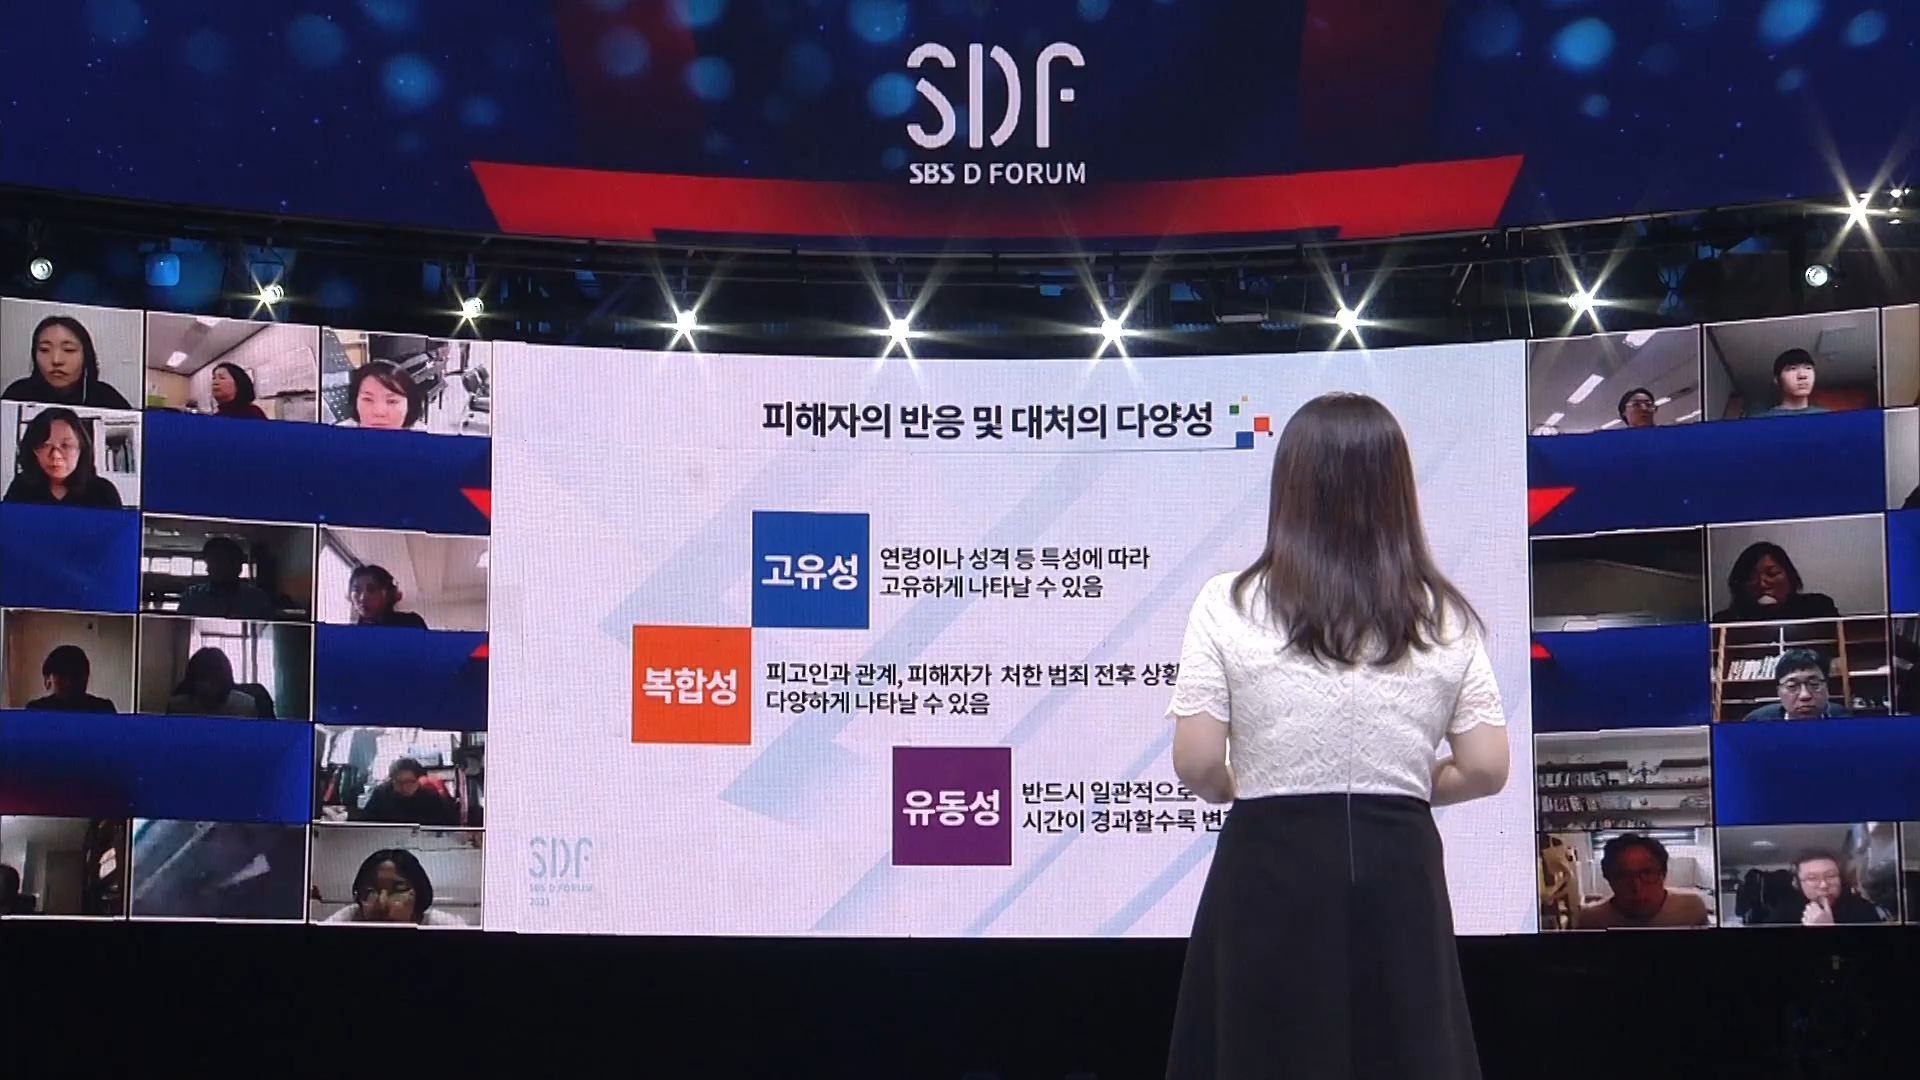 SDF
SBS D FORUM
피해자의 반응 및 대처의 다양성
고유성
연령이나 성격 등 특성에 따라
고유하게 나타날 수 있음
복합성
피고인과 관계, 피해자가 처한 범죄 전후 상황
다양하게 나타날 수 있음
유동성
반드시 일관적으로
시간이 경과할수록
SDF
SBS D FORUM